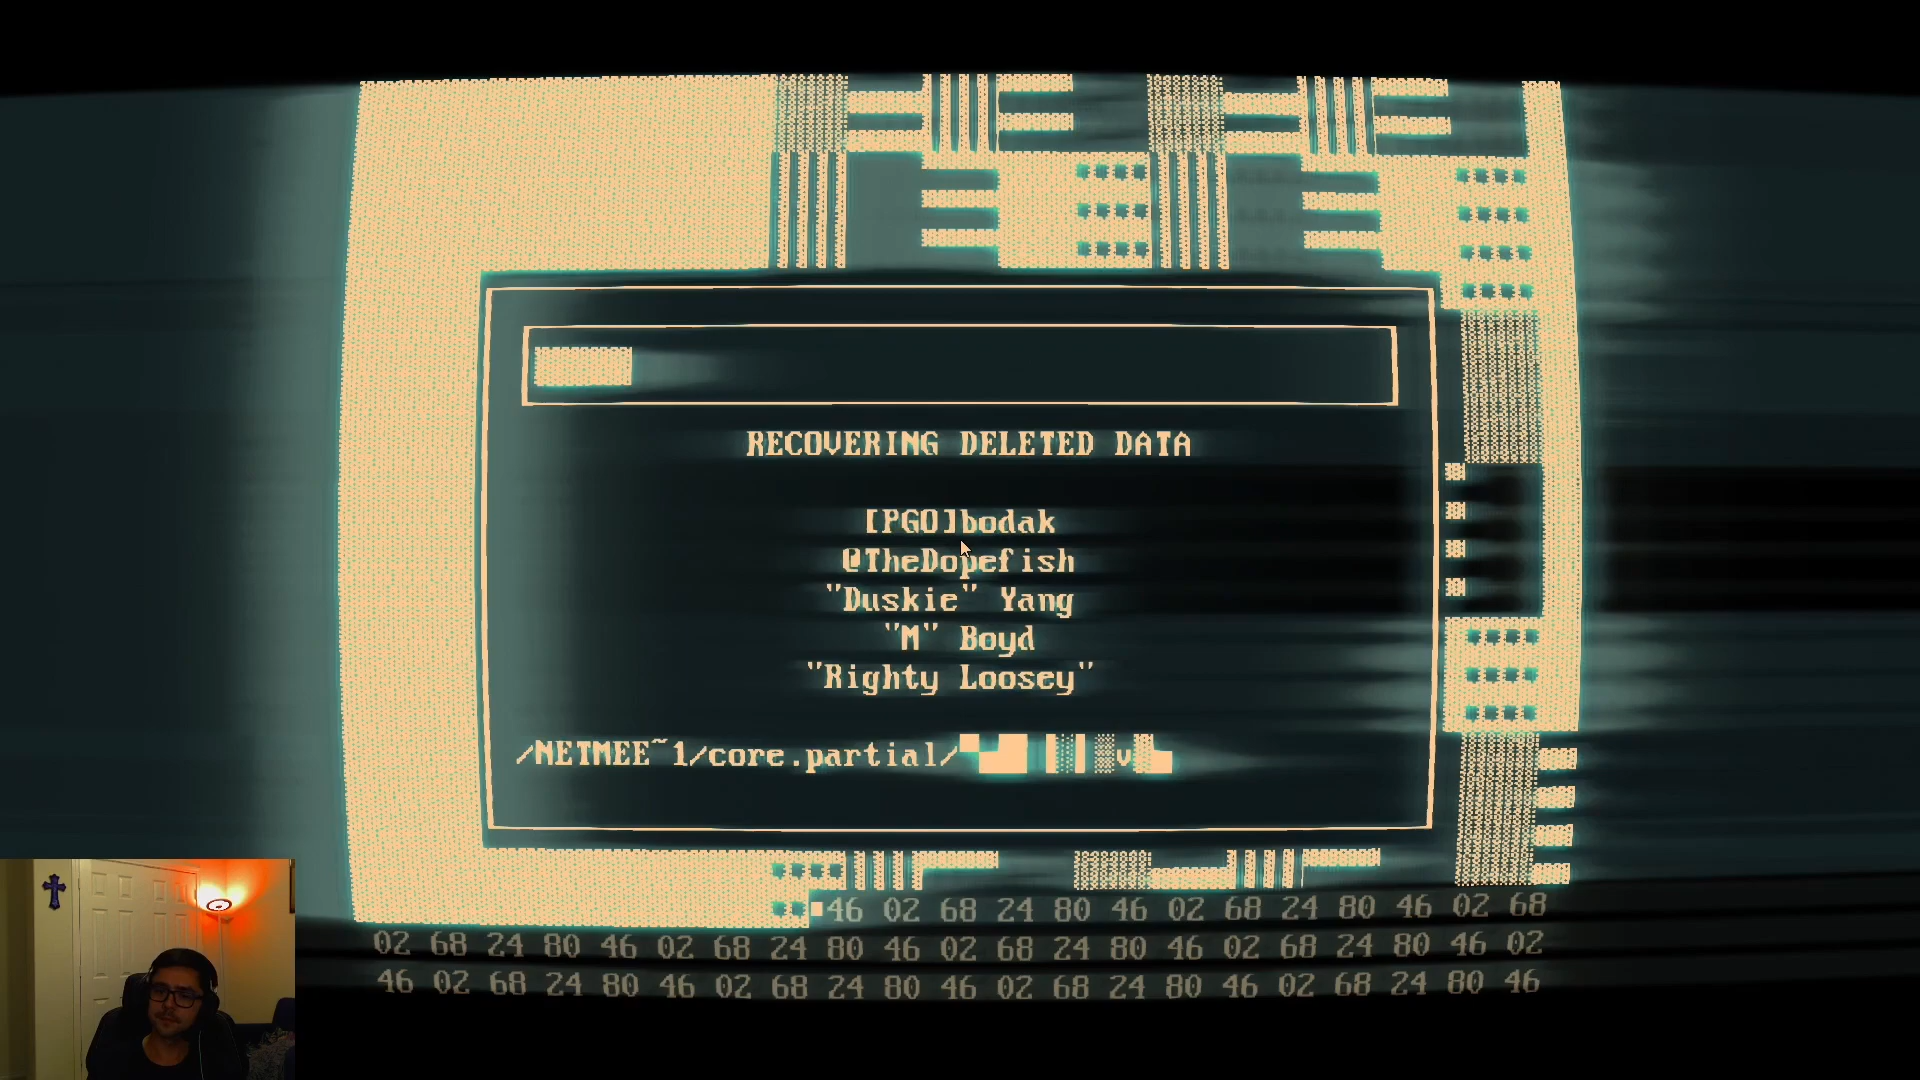 RECOVERING DELETED DATA
[PGO]bodak
@TheDopefish
"Duskie" Yang
"M" Boyd
"Righty Loosey"
/NETMEE~1/core.partial/
v
46 02 68 24 80 46 02 68 24 80 46 02 68
02 68 24 80 46 02 68 24 80 46 02 68 24 80 46 02 68 24 80 46 02
46 02 68 24 80 46 02 68 24 80 46 02 68 24 80 46 02 68 24 80 46